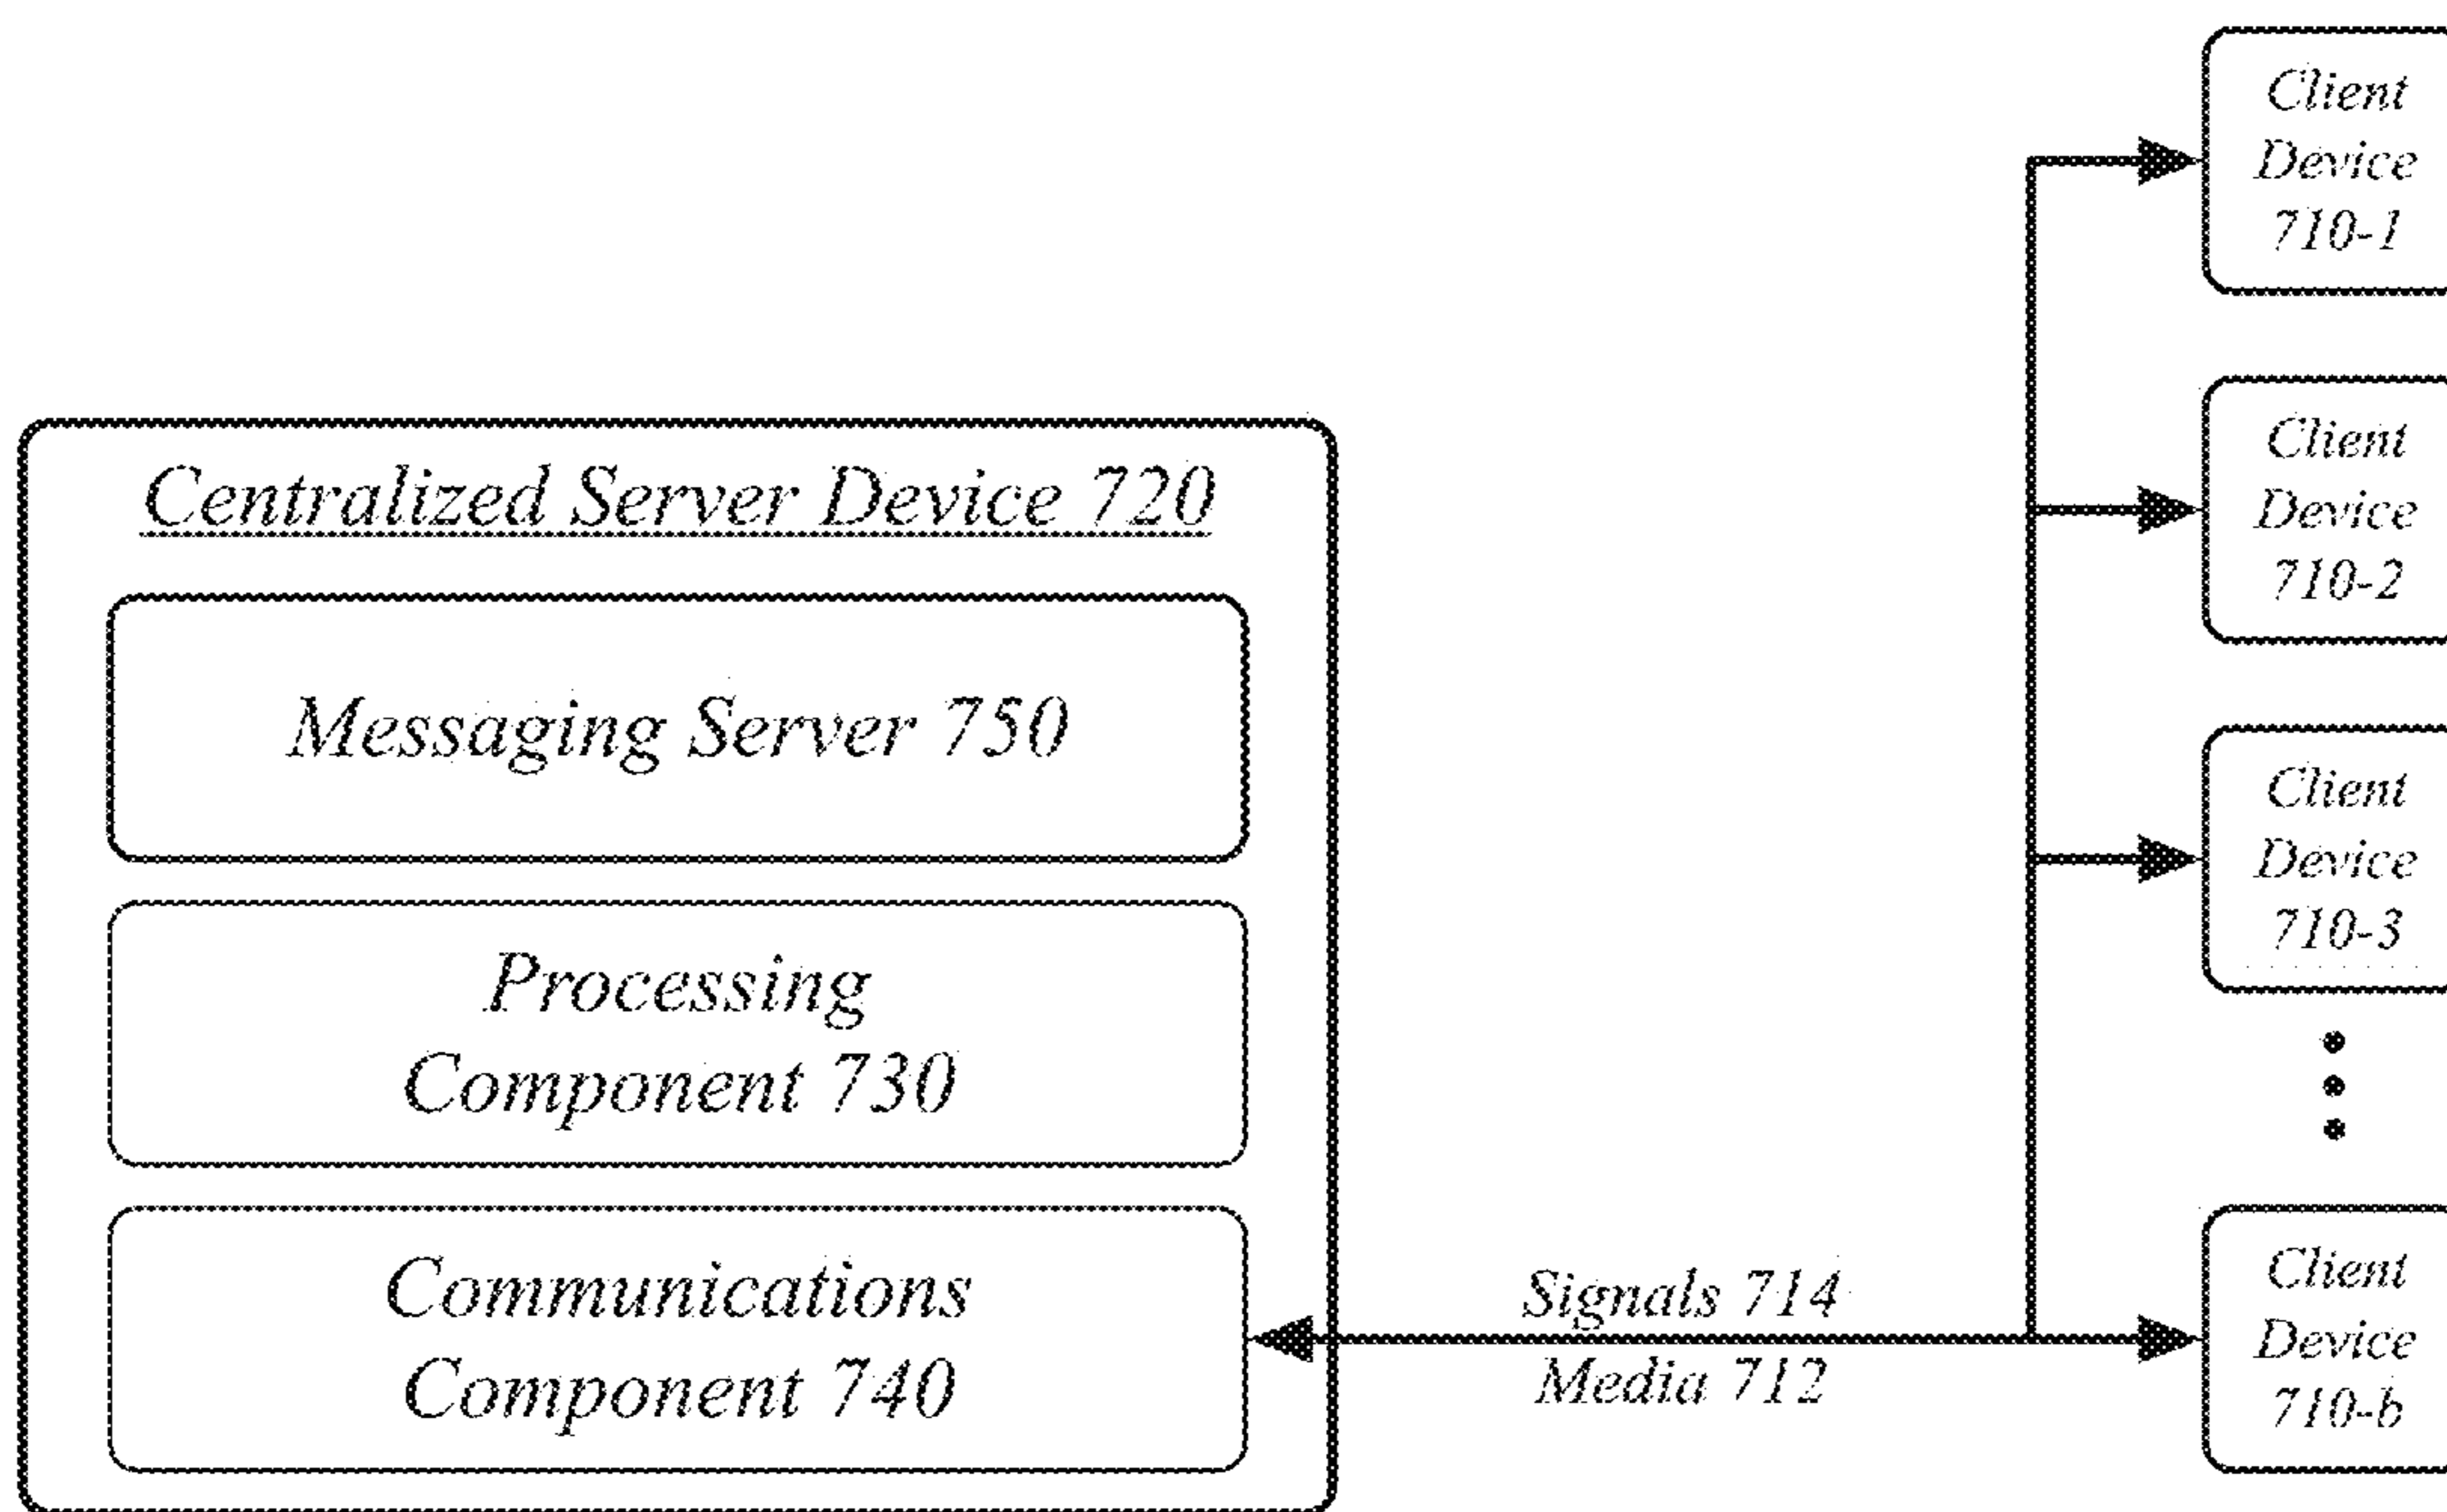 Centralized Server Device 720
Messaging Server 750
Processing
Component 730
Communications
Component 740
Signals 714
Media 712
Client
Device
710-1
Client
Device
710-2
Client
Device
710-3
Client
Device
710-b